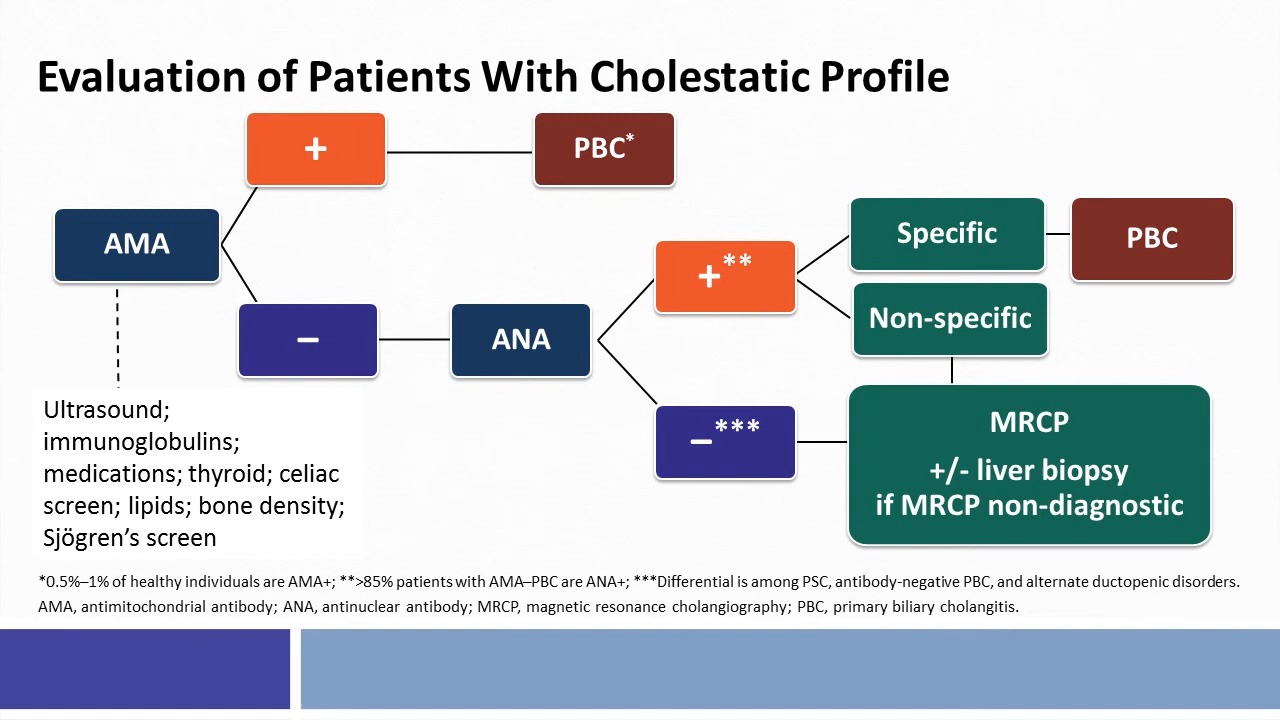 Evaluation of Patients With Cholestatic Profile
+
PBC*
AMA
Specific
PBC
+**
Non-specific
–
ANA
MRCP
+/- liver biopsy
if MRCP non-diagnostic
–***
Ultrasound;
immunoglobulins;
medications; thyroid; celiac
screen; lipids; bone density;
Sjögren’s screen
*0.5%–1% of healthy individuals are AMA+; **>85% patients with AMA–PBC are ANA+; ***Differential is among PSC, antibody-negative PBC, and alternate ductopenic disorders.
AMA, antimitochondrial antibody; ANA, antinuclear antibody; MRCP, magnetic resonance cholangiography; PBC, primary biliary cholangitis.